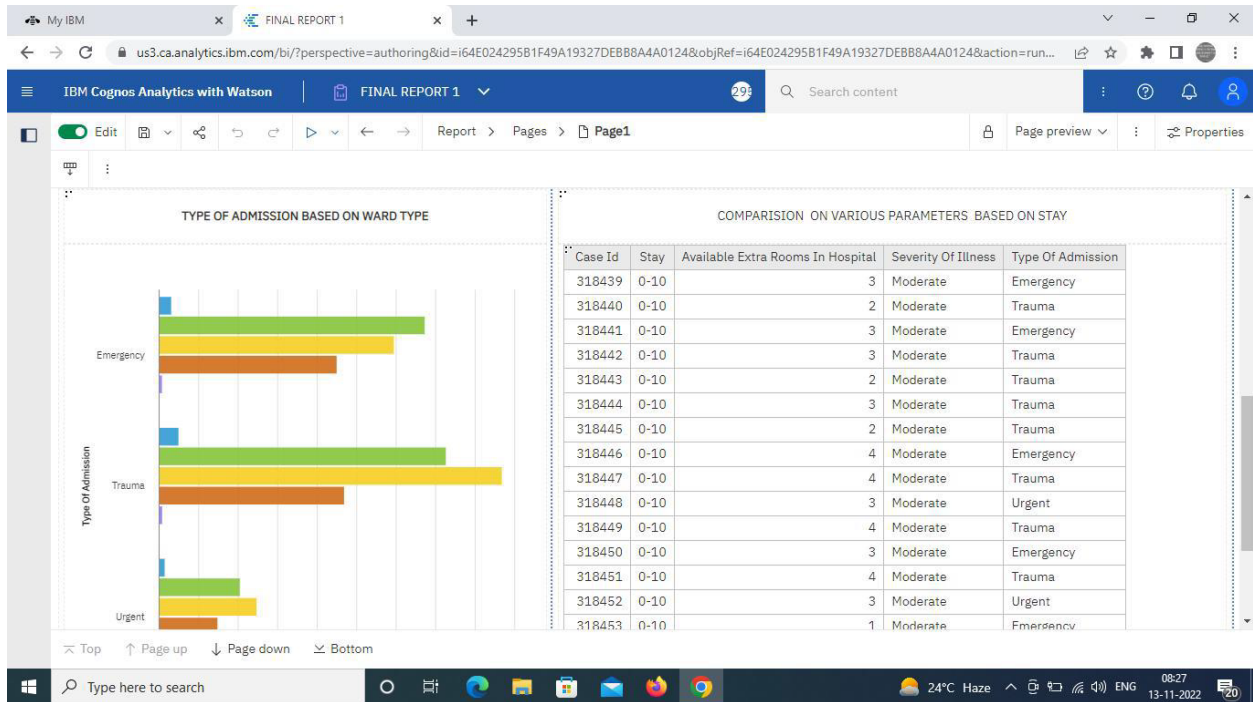 My IBM
FINAL REPORT 1
us3.ca.analytics.ibm.com/bi/?perspective=authoring&id=i64E024295B1F49A19327DEBB8A4A0124&objRef=i64E024295B1F49A19327DEBB8A4A0124&action=run...
IBM Cognos Analytics with Watson
FINAL REPORT 1
Search content
Edit
Report > Pages > Page1
Page preview
Properties
TYPE OF ADMISSION BASED ON WARD TYPE
Type Of Admission
Emergency
Trauma
Urgent
COMPARISION ON VARIOUS PARAMETERS BASED ON STAY
Case Id Stay Available Extra Rooms In Hospital Severity Of Illness Type Of Admission
318439 0-10 3 Moderate Emergency
318440 0-10 2 Moderate Trauma
318441 0-10 3 Moderate Emergency
318442 0-10 3 Moderate Trauma
318443 0-10 2 Moderate Trauma
318444 0-10 3 Moderate Trauma
318445 0-10 2 Moderate Trauma
318446 0-10 4 Moderate Emergency
318447 0-10 4 Moderate Trauma
318448 0-10 3 Moderate Urgent
318449 0-10 4 Moderate Trauma
318450 0-10 3 Moderate Emergency
318451 0-10 4 Moderate Trauma
318452 0-10 3 Moderate Urgent
318453 0-10 1 Moderate Emergency
Top Page up Page down Bottom
Type here to search
24°C Haze
ENG
08:27
13-11-2022
20